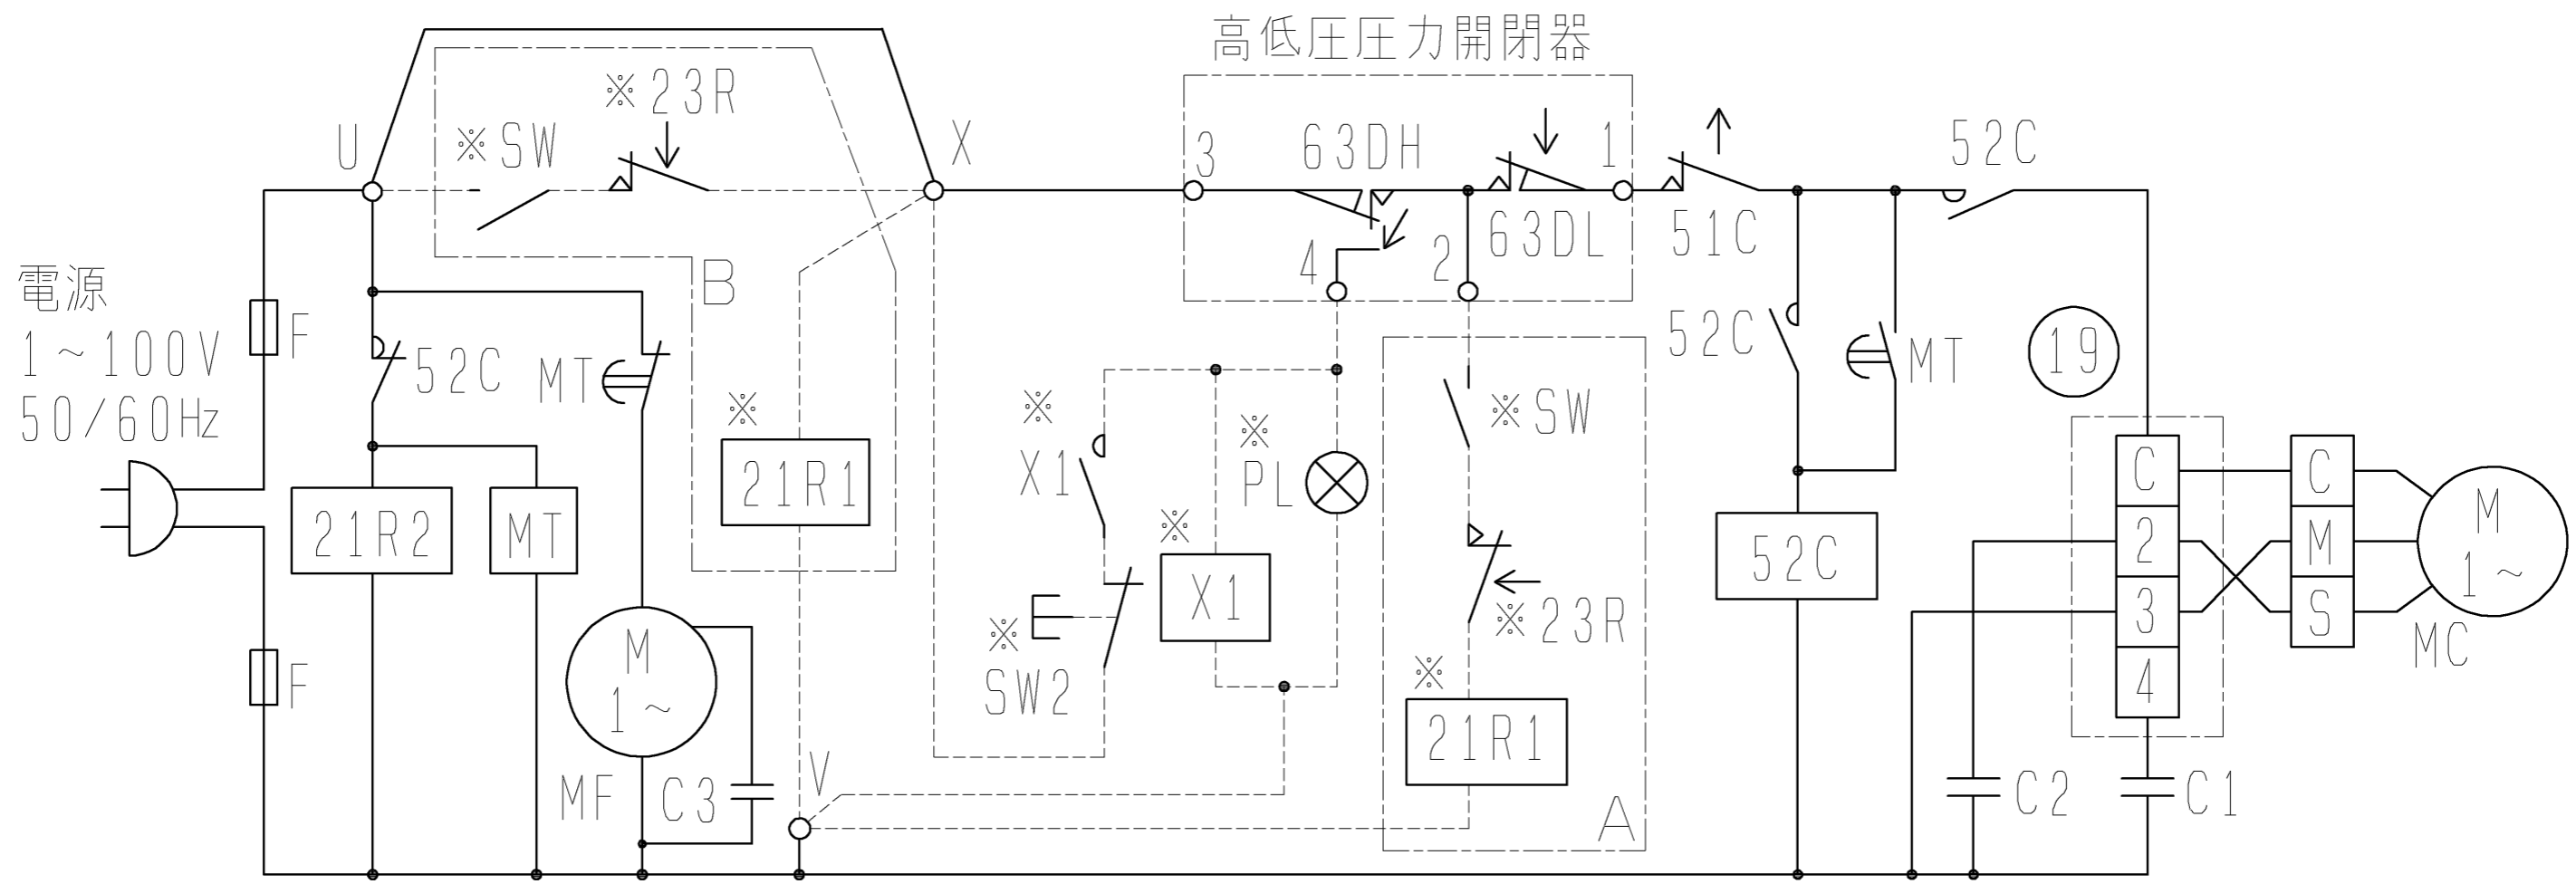 高低圧圧力開閉器
※23R
※SW
U
X
3
63DH
1
52C
4
2
63DL
51C
B
電源
1~100V
50/60Hz
F
52C
MT
※
21R1
※
X1
※
PL
※SW
52C
MT
19
21R2
MT
※
X1
※
SW2
※23R
※
21R1
52C
C
2
3
4
C
M
S
M
1~
MC
F
M
1~
MF
C3
V
A
C2
C1